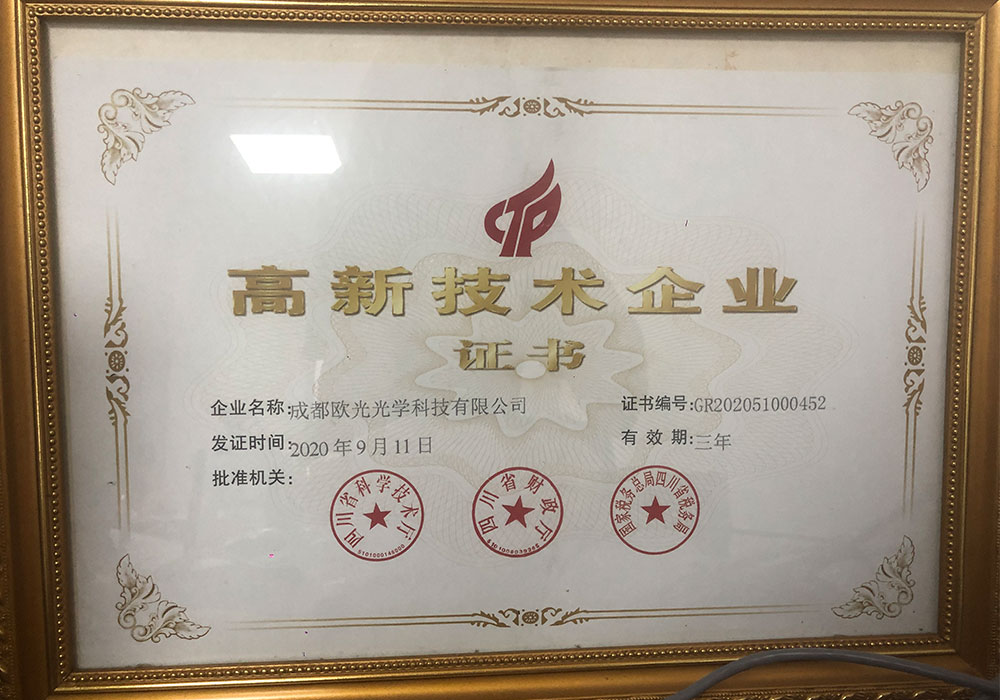 CTP
高新技术企业
证书
企业名称:成都欧光光学科技有限公司
证书编号:GR202051000452
发证时间:2020年9月11日
有效期:三年
批准机关:
四川省科学技术厅
四川省财政厅
国家税务总局四川省税务局